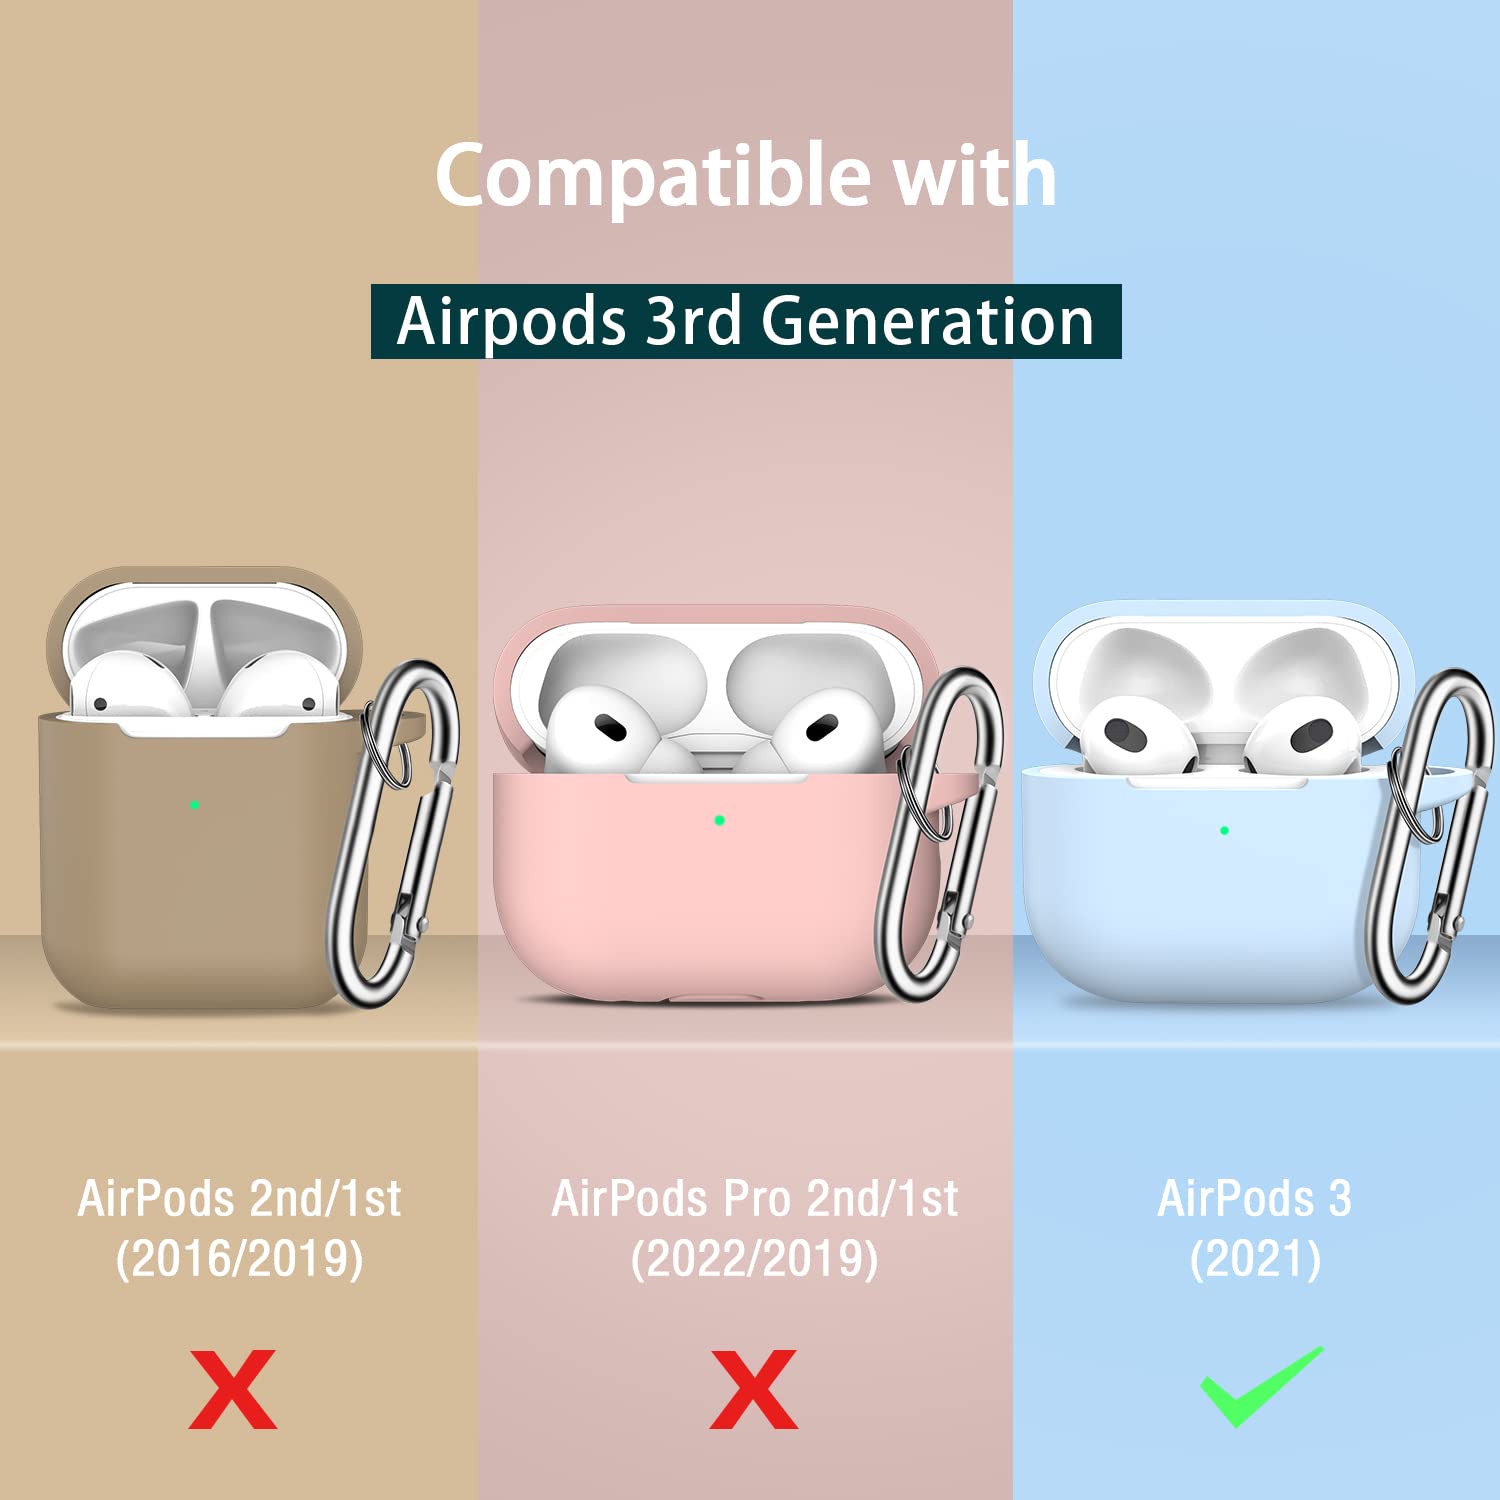 Compatible with
Airpods 3rd Generation
AirPods 2nd/1st
(2016/2019)
AirPods Pro 2nd/1st
(2022/2019)
AirPods 3
(2021)